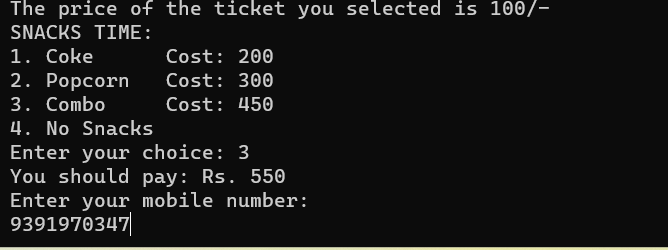 The price of the ticket you selected is 100/-
SNACKS TIME:
1. Coke      Cost: 200
2. Popcorn   Cost: 300
3. Combo     Cost: 450
4. No Snacks
Enter your choice: 3
You should pay: Rs. 550
Enter your mobile number:
9391970347